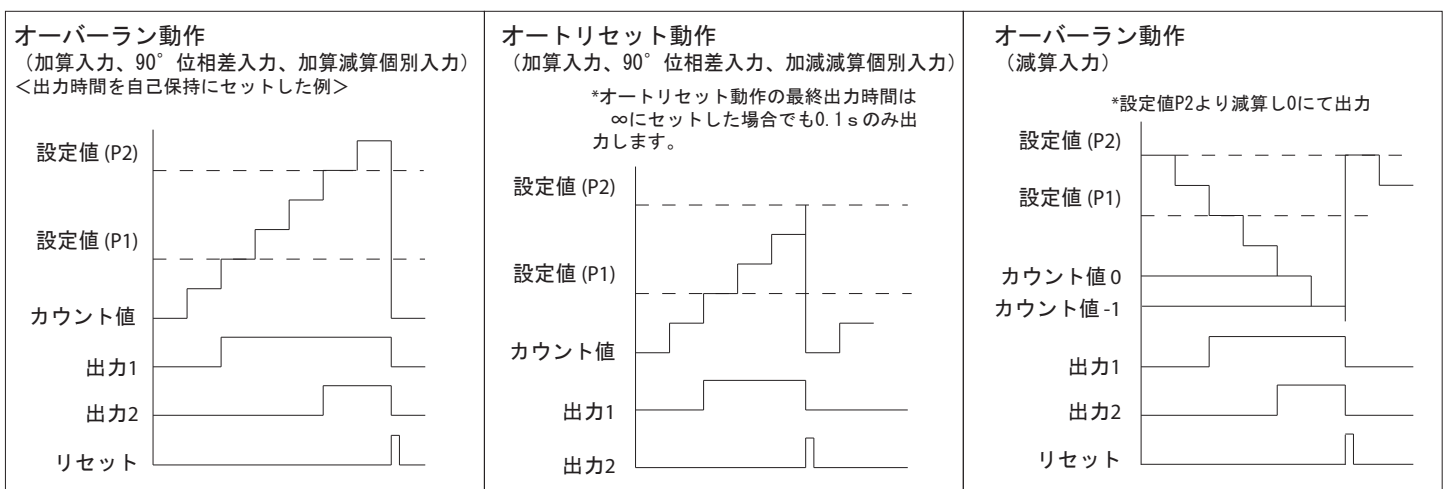 オーバーラン動作
（加算入力、90°位相差入力、加算減算個別入力）
＜出力時間を自己保持にセットした例＞
設定値 (P2)
設定値 (P1)
カウント値
出力1
出力2
リセット
オートリセット動作
（加算入力、90°位相差入力、加減減算個別入力）
*オートリセット動作の最終出力時間は
∞にセットした場合でも0.1ｓのみ出
力します。
設定値 (P2)
設定値 (P1)
カウント値
出力1
出力2
オーバーラン動作
（減算入力）
*設定値P2より減算し0にて出力
設定値 (P2)
設定値 (P1)
カウント値 0
カウント値 -1
出力1
出力2
リセット